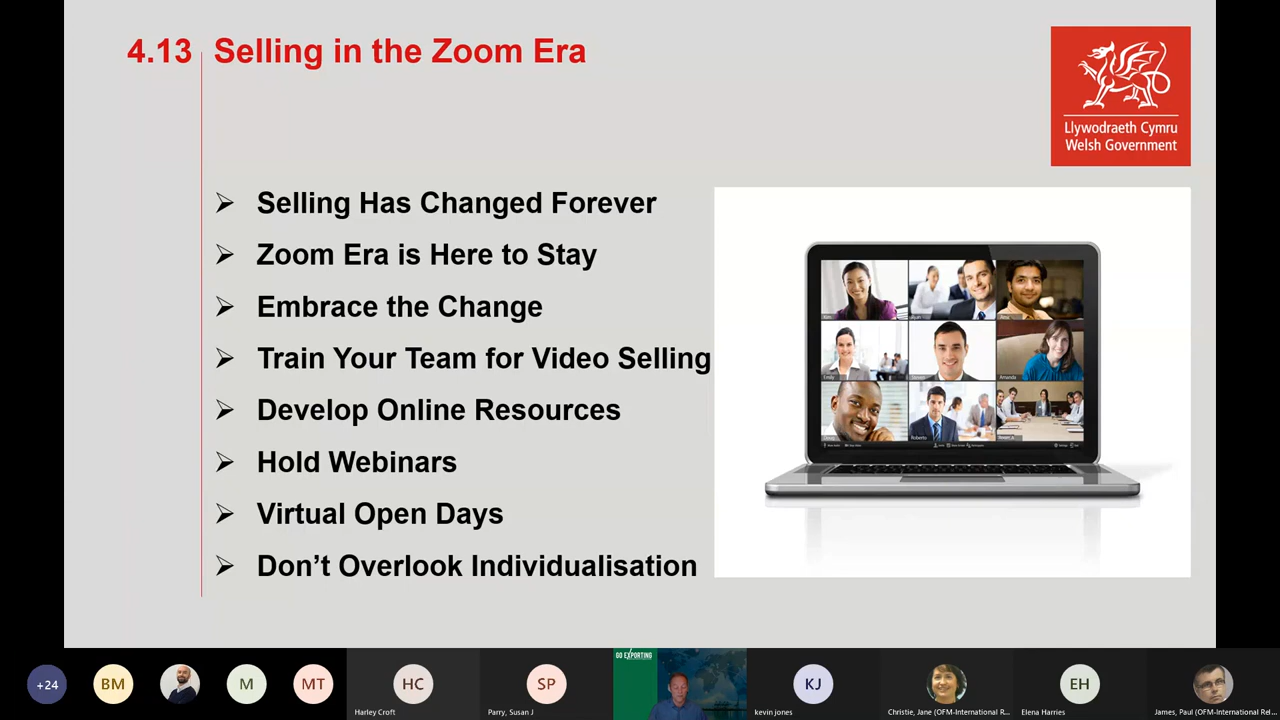 4.13 Selling in the Zoom Era
Llywodraeth Cymru
Welsh Government
➢ Selling Has Changed Forever
➢ Zoom Era is Here to Stay
➢ Embrace the Change
➢ Train Your Team for Video Selling
➢ Develop Online Resources
➢ Hold Webinars
➢ Virtual Open Days
➢ Don’t Overlook Individualisation
Emily
Amanda
Roberto
GO EXPORTING
+24
BM
M
MT
HC
SP
KJ
EH
Harley Croft
Parry, Susan J
kevin jones
Christie, Jane (OFM-International R...
Elena Harries
James, Paul (OFM-International Rel...